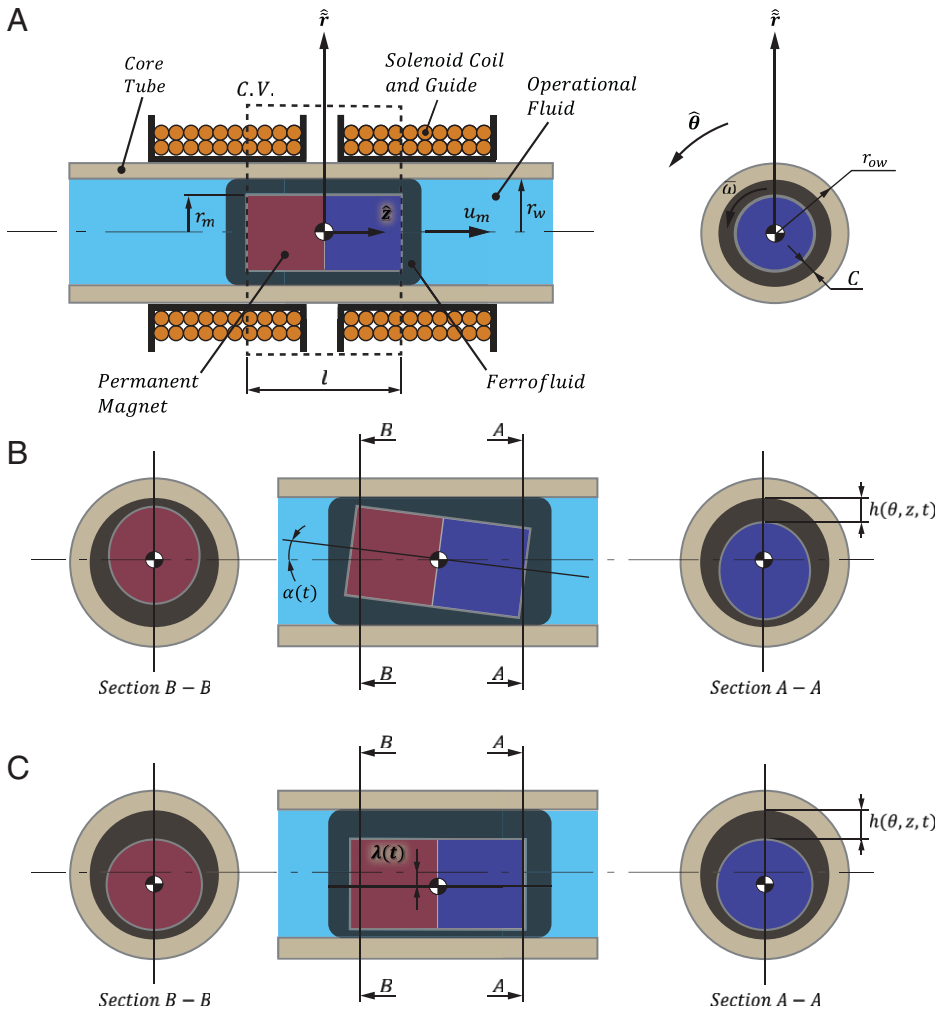 A
r̂
r̂
Core
Tube
C.V.
Solenoid Coil
and Guide
Operational
Fluid
θ̂
r_ow
r_m
ẑ
u_m
r_w
ω̄
C
Permanent
Magnet
l
Ferrofluid
B
B
A
h(θ, z, t)
α(t)
B
A
Section B − B
Section A − A
C
B
A
h(θ, z, t)
λ(t)
B
A
Section B − B
Section A − A